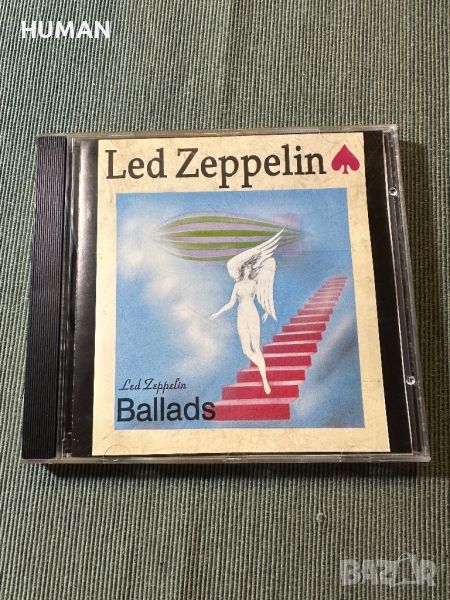 HUMAN
Led Zeppelin
Led Zeppelin
Ballads
BAZAR